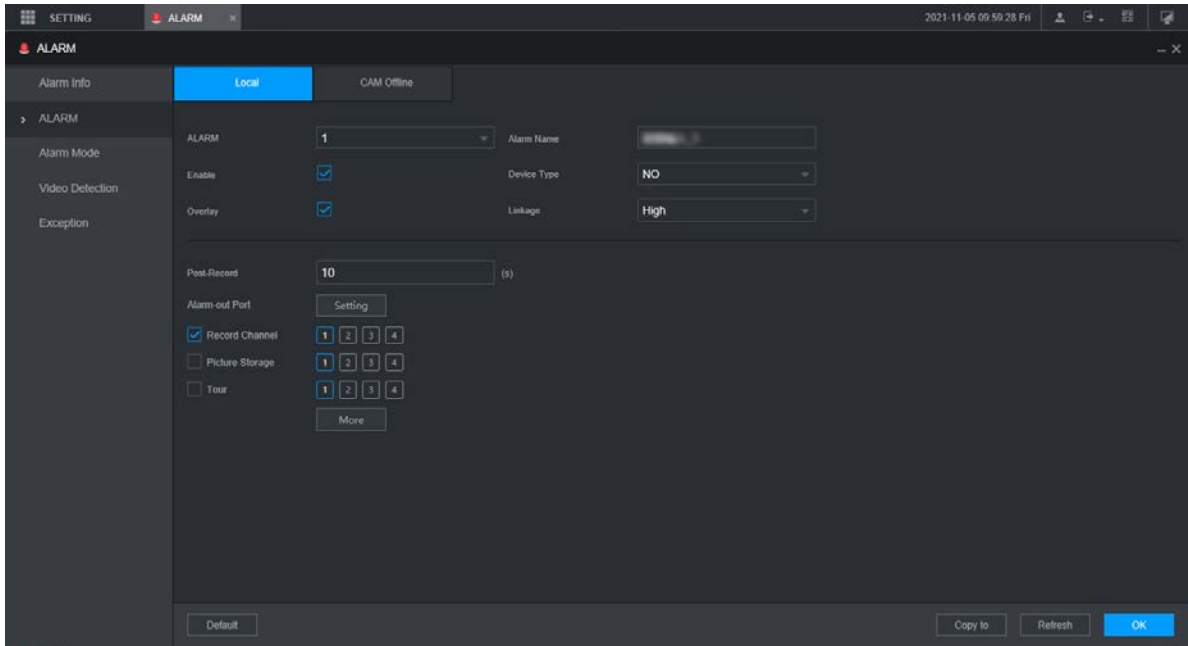 SETTING ALARM × 2021-11-05 09:59:28 Fri
ALARM
Alarm Info Local CAM Offline
ALARM
Alarm Mode
Video Detection
Exception
ALARM 1 Alarm Name
Enable Device Type NO
Overlay Linkage High
Post-Record 10 (s)
Alarm-out Port Setting
Record Channel 1 2 3 4
Picture Storage 1 2 3 4
Tour 1 2 3 4
More
Default Copy to Refresh OK